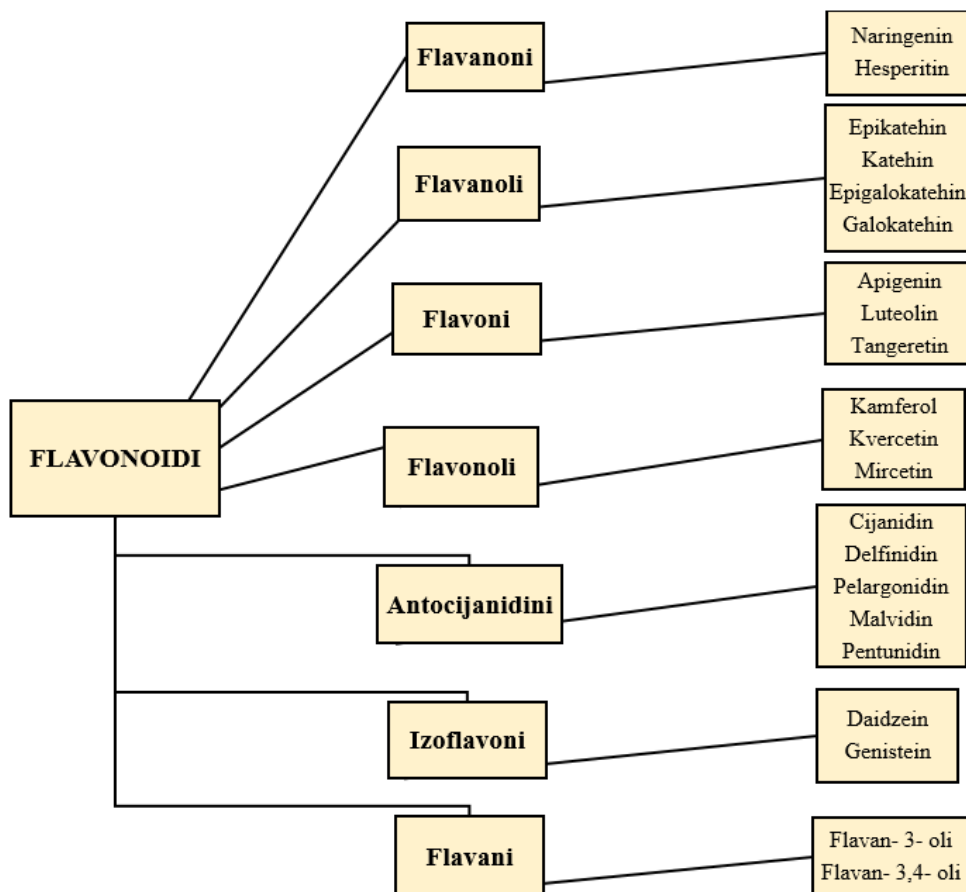 FLAVONOIDI
Flavanoni
Naringenin
Hesperitin
Flavanoli
Epikatehin
Katehin
Epigalokatehin
Galokatehin
Flavoni
Apigenin
Luteolin
Tangeretin
Flavonoli
Kamferol
Kvercetin
Mircetin
Antocijanidini
Cijanidin
Delfinidin
Pelargonidin
Malvidin
Pentunidin
Izoflavoni
Daidzein
Genistein
Flavani
Flavan- 3- oli
Flavan- 3,4- oli